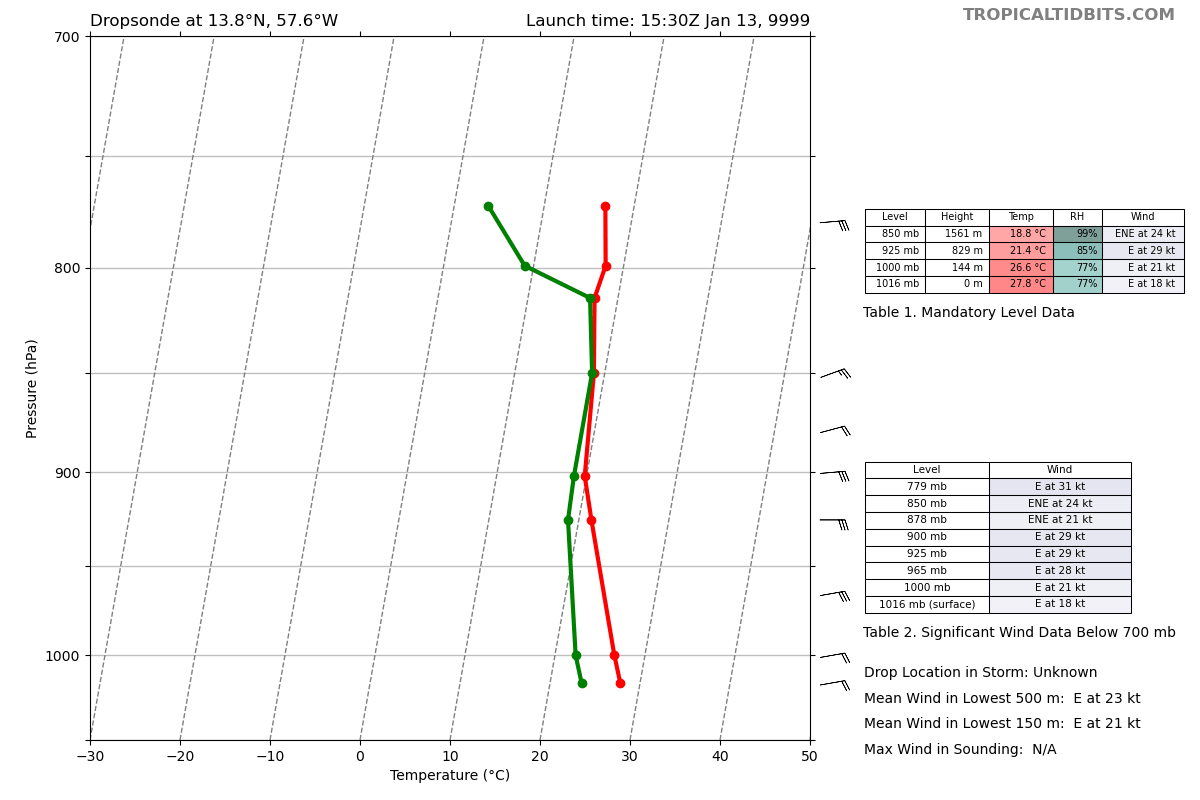 Dropsonde at 13.8°N, 57.6°W
Launch time: 15:30Z Jan 13, 9999
TROPICALTIDBITS.COM
700
800
900
1000
Pressure (hPa)
−30 −20 −10 0 10 20 30 40 50
Temperature (°C)
Level Height Temp RH Wind
850 mb 1561 m 18.8 °C 99% ENE at 24 kt
925 mb 829 m 21.4 °C 85% E at 29 kt
1000 mb 144 m 26.6 °C 77% E at 21 kt
1016 mb 0 m 27.8 °C 77% E at 18 kt
Table 1. Mandatory Level Data
Level Wind
779 mb E at 31 kt
850 mb ENE at 24 kt
878 mb ENE at 21 kt
900 mb E at 29 kt
925 mb E at 29 kt
965 mb E at 28 kt
1000 mb E at 21 kt
1016 mb (surface) E at 18 kt
Table 2. Significant Wind Data Below 700 mb
Drop Location in Storm: Unknown
Mean Wind in Lowest 500 m: E at 23 kt
Mean Wind in Lowest 150 m: E at 21 kt
Max Wind in Sounding: N/A